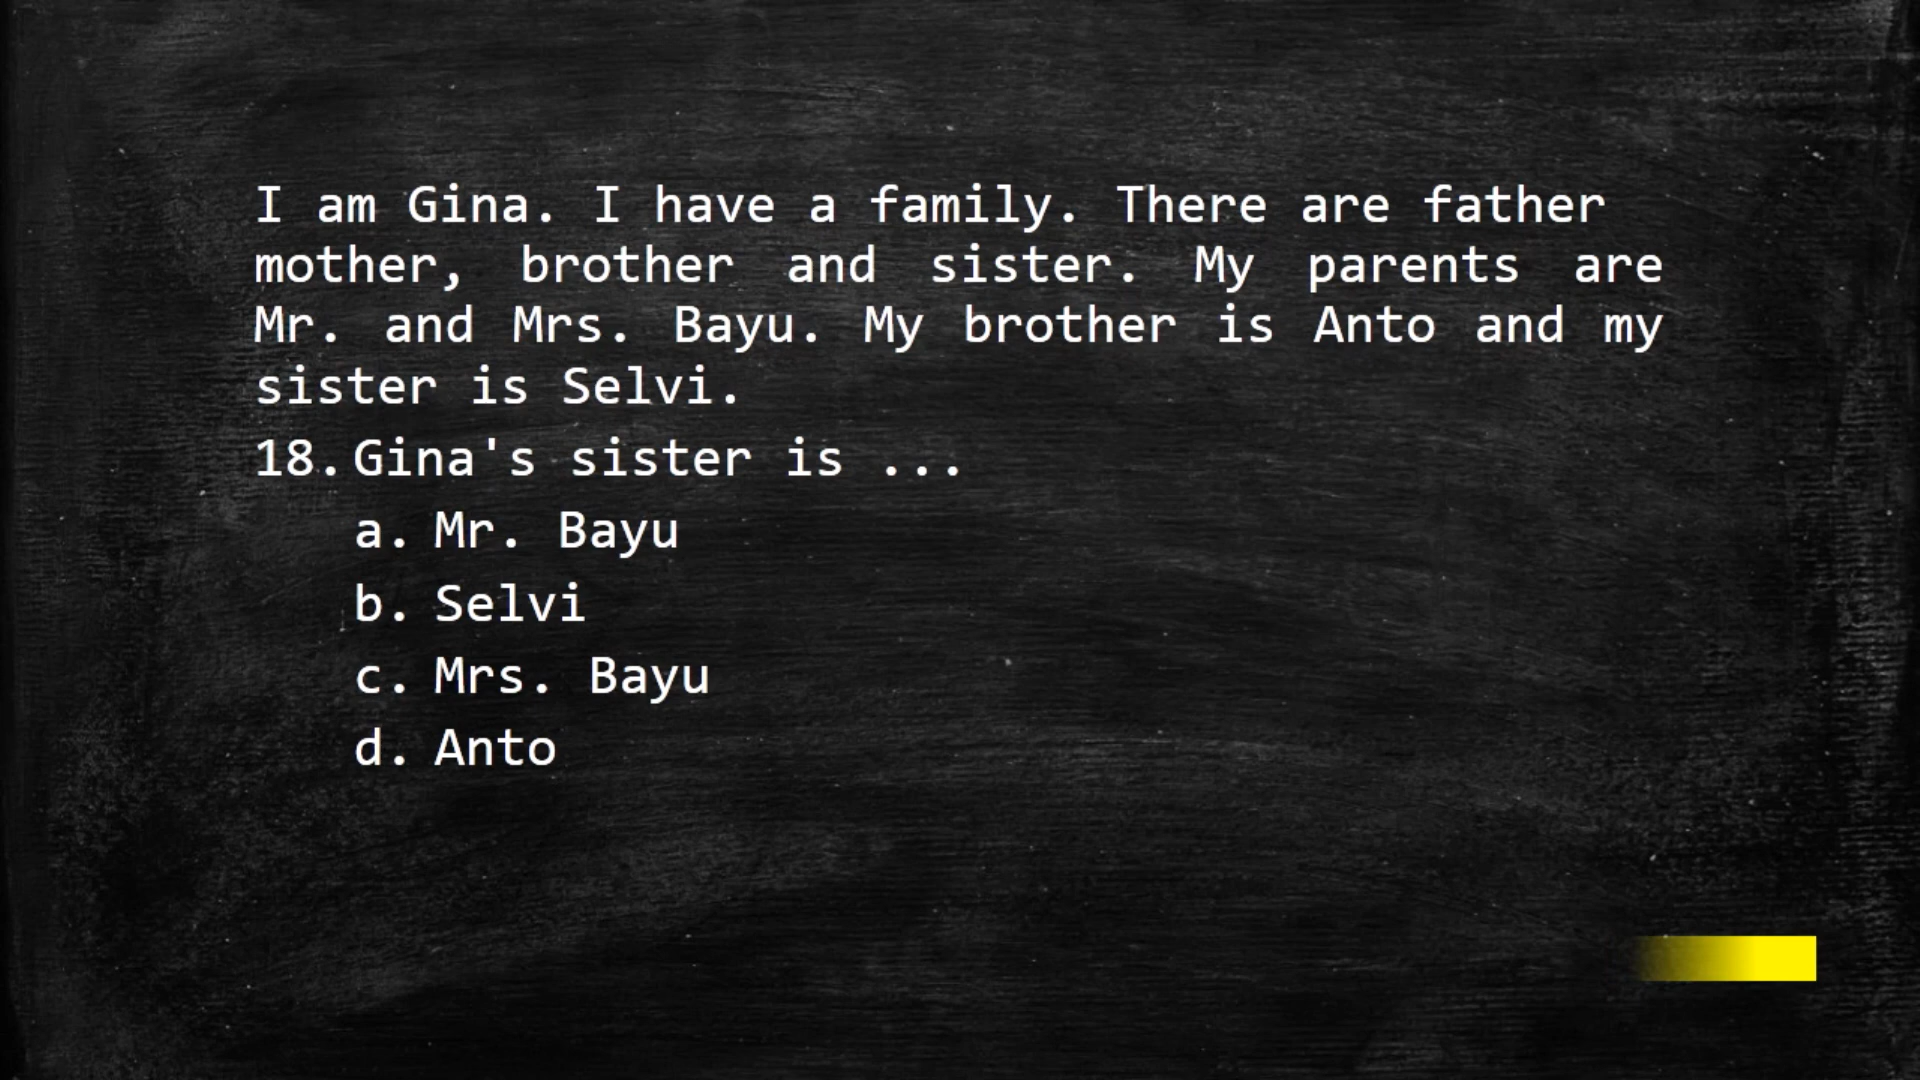 I am Gina. I have a family. There are father
mother, brother and sister. My parents are
Mr. and Mrs. Bayu. My brother is Anto and my
sister is Selvi.
18. Gina's sister is ...
a. Mr. Bayu
b. Selvi
c. Mrs. Bayu
d. Anto